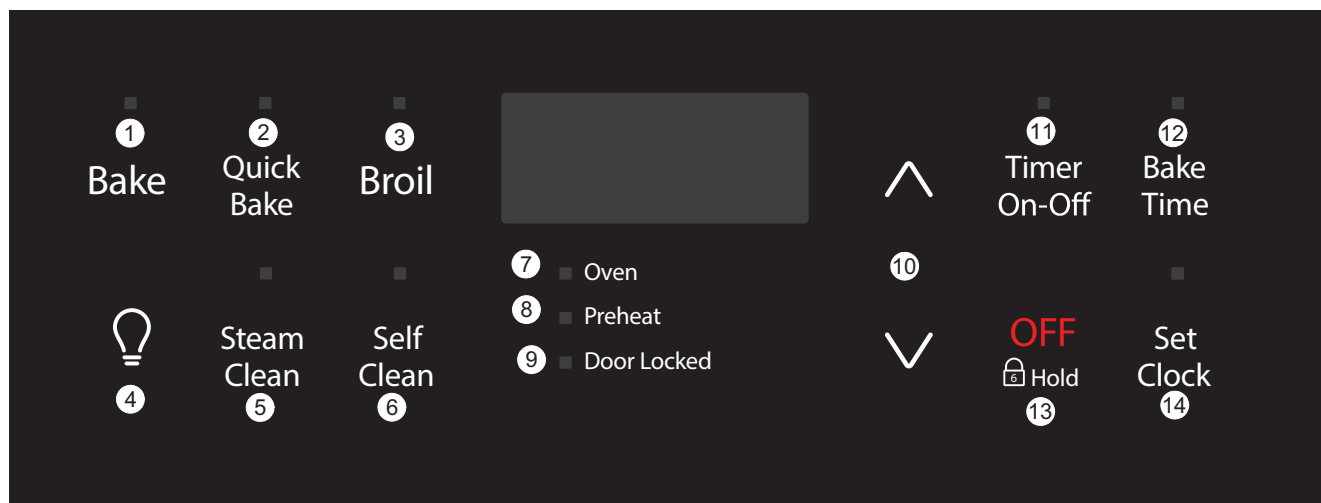 1
Bake
2
Quick
Bake
3
Broil
4
Steam
Clean
5
Self
Clean
6
7 Oven
8 Preheat
9 Door Locked
10
11
Timer
On-Off
12
Bake
Time
OFF
6 Hold
13
Set
Clock
14